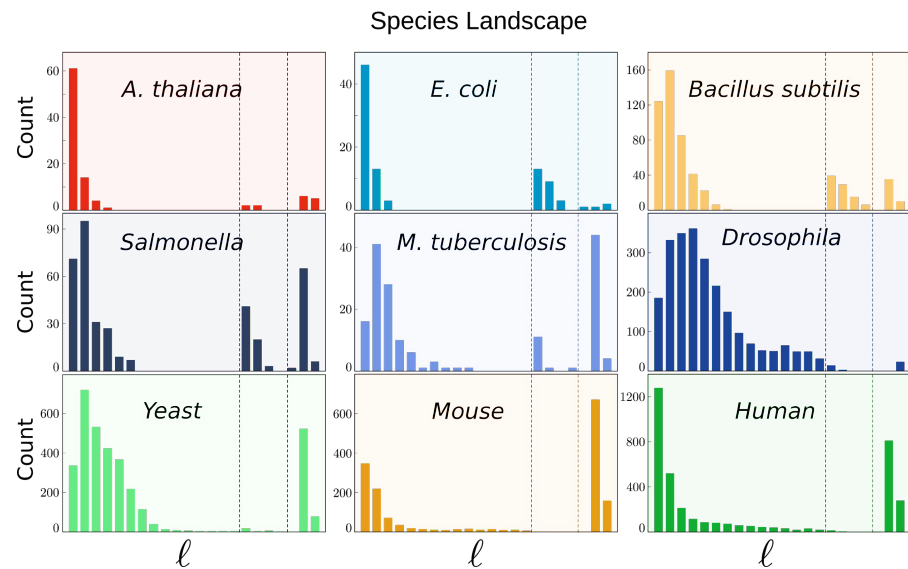 Species Landscape
Count
60
40
20
0
A. thaliana
40
20
0
E. coli
160
120
80
40
0
Bacillus subtilis
Count
90
60
30
0
Salmonella
40
20
0
M. tuberculosis
300
200
100
0
Drosophila
Count
600
400
200
0
Yeast
600
400
200
0
Mouse
1200
800
400
0
Human
ℓ
ℓ
ℓ